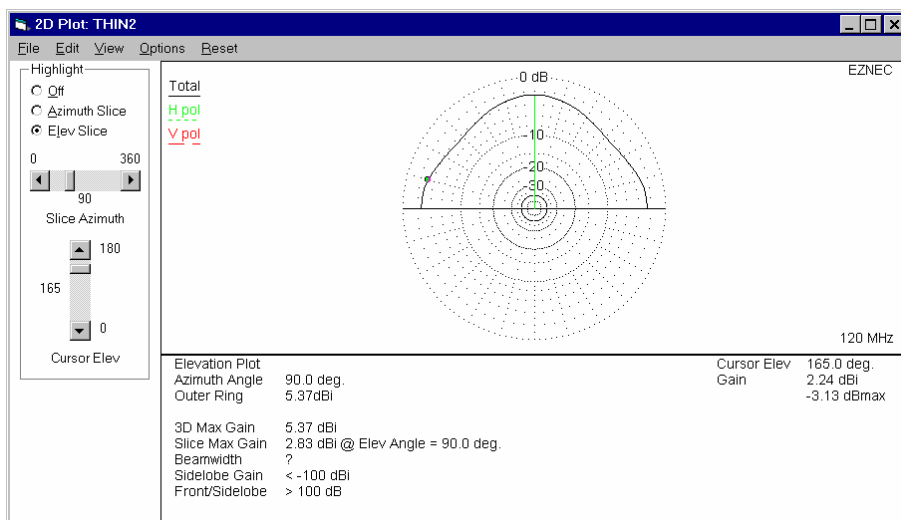 2D Plot: THIN2
File Edit View Options Reset
Highlight
Off
Azimuth Slice
Elev Slice
0 360
90
Slice Azimuth
180
165
0
Cursor Elev
Total
H pol
V pol
EZNEC
0 dB
-10
-20
-30
120 MHz
Elevation Plot
Azimuth Angle 90.0 deg.
Outer Ring 5.37dBi
3D Max Gain 5.37 dBi
Slice Max Gain 2.83 dBi @ Elev Angle = 90.0 deg.
Beamwidth ?
Sidelobe Gain < -100 dBi
Front/Sidelobe > 100 dB
Cursor Elev 165.0 deg.
Gain 2.24 dBi
-3.13 dBmax